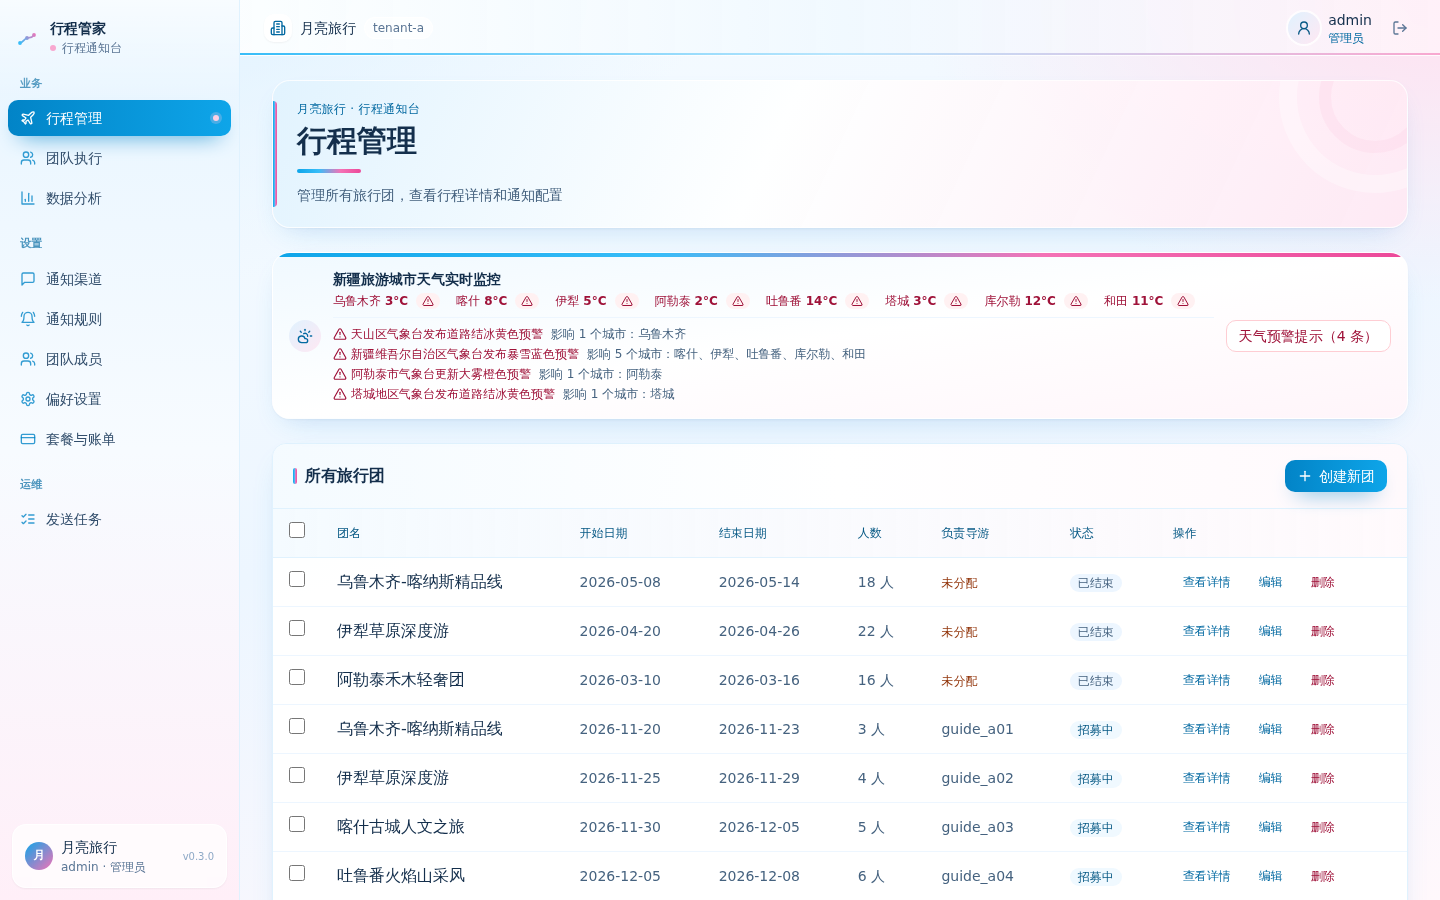 行程管家
行程通知台
业务
行程管理
团队执行
数据分析
设置
通知渠道
通知规则
团队成员
偏好设置
套餐与账单
运维
发送任务
月
月亮旅行
admin · 管理员
v0.3.0
月亮旅行 tenant-a
admin
管理员
月亮旅行 · 行程通知台
行程管理
管理所有旅行团，查看行程详情和通知配置
新疆旅游城市天气实时监控
乌鲁木齐 3°C 喀什 8°C 伊犁 5°C 阿勒泰 2°C 吐鲁番 14°C 塔城 3°C 库尔勒 12°C 和田 11°C
天山区气象台发布道路结冰黄色预警 影响 1 个城市：乌鲁木齐
新疆维吾尔自治区气象台发布暴雪蓝色预警 影响 5 个城市：喀什、伊犁、吐鲁番、库尔勒、和田
阿勒泰市气象台更新大雾橙色预警 影响 1 个城市：阿勒泰
塔城地区气象台发布道路结冰黄色预警 影响 1 个城市：塔城
天气预警提示（4 条）
所有旅行团
创建新团
团名 开始日期 结束日期 人数 负责导游 状态 操作
乌鲁木齐-喀纳斯精品线 2026-05-08 2026-05-14 18 人 未分配 已结束 查看详情 编辑 删除
伊犁草原深度游 2026-04-20 2026-04-26 22 人 未分配 已结束 查看详情 编辑 删除
阿勒泰禾木轻奢团 2026-03-10 2026-03-16 16 人 未分配 已结束 查看详情 编辑 删除
乌鲁木齐-喀纳斯精品线 2026-11-20 2026-11-23 3 人 guide_a01 招募中 查看详情 编辑 删除
伊犁草原深度游 2026-11-25 2026-11-29 4 人 guide_a02 招募中 查看详情 编辑 删除
喀什古城人文之旅 2026-11-30 2026-12-05 5 人 guide_a03 招募中 查看详情 编辑 删除
吐鲁番火焰山采风 2026-12-05 2026-12-08 6 人 guide_a04 招募中 查看详情 编辑 删除